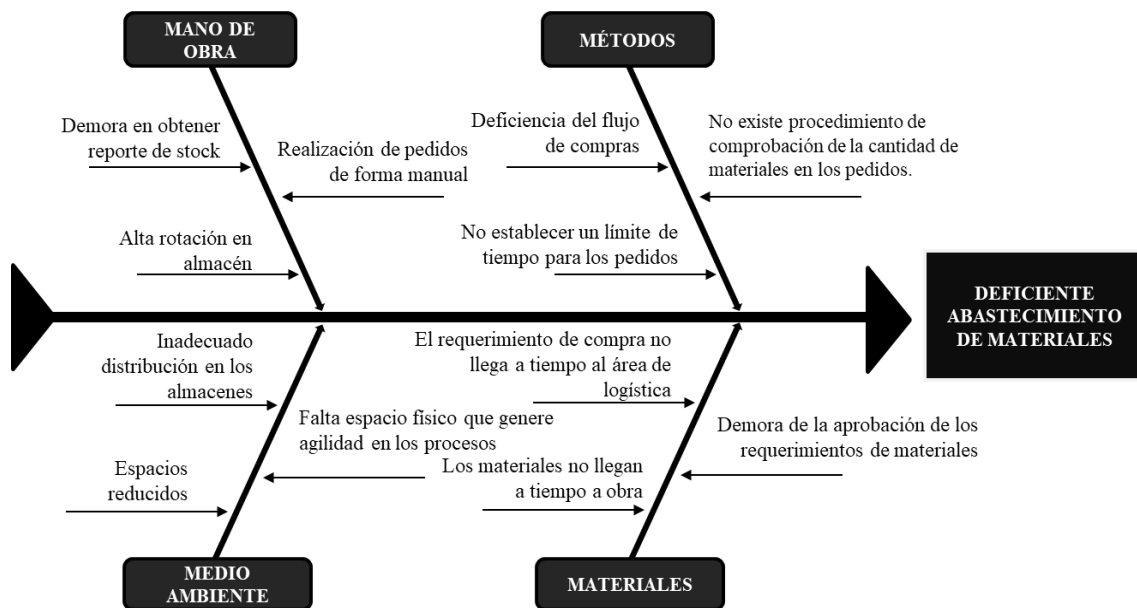 MANO DE
OBRA
MÉTODOS
Demora en obtener
reporte de stock
Realización de pedidos
de forma manual
Alta rotación en
almacén
Deficiencia del flujo
de compras
No existe procedimiento de
comprobación de la cantidad de
materiales en los pedidos.
No establecer un límite de
tiempo para los pedidos
DEFICIENTE
ABASTECIMIENTO
DE MATERIALES
Inadecuado
distribución en los
almacenes
Falta espacio físico que genere
agilidad en los procesos
Espacios
reducidos
El requerimiento de compra no
llega a tiempo al área de
logística
Demora de la aprobación de los
requerimientos de materiales
Los materiales no llegan
a tiempo a obra
MEDIO
AMBIENTE
MATERIALES